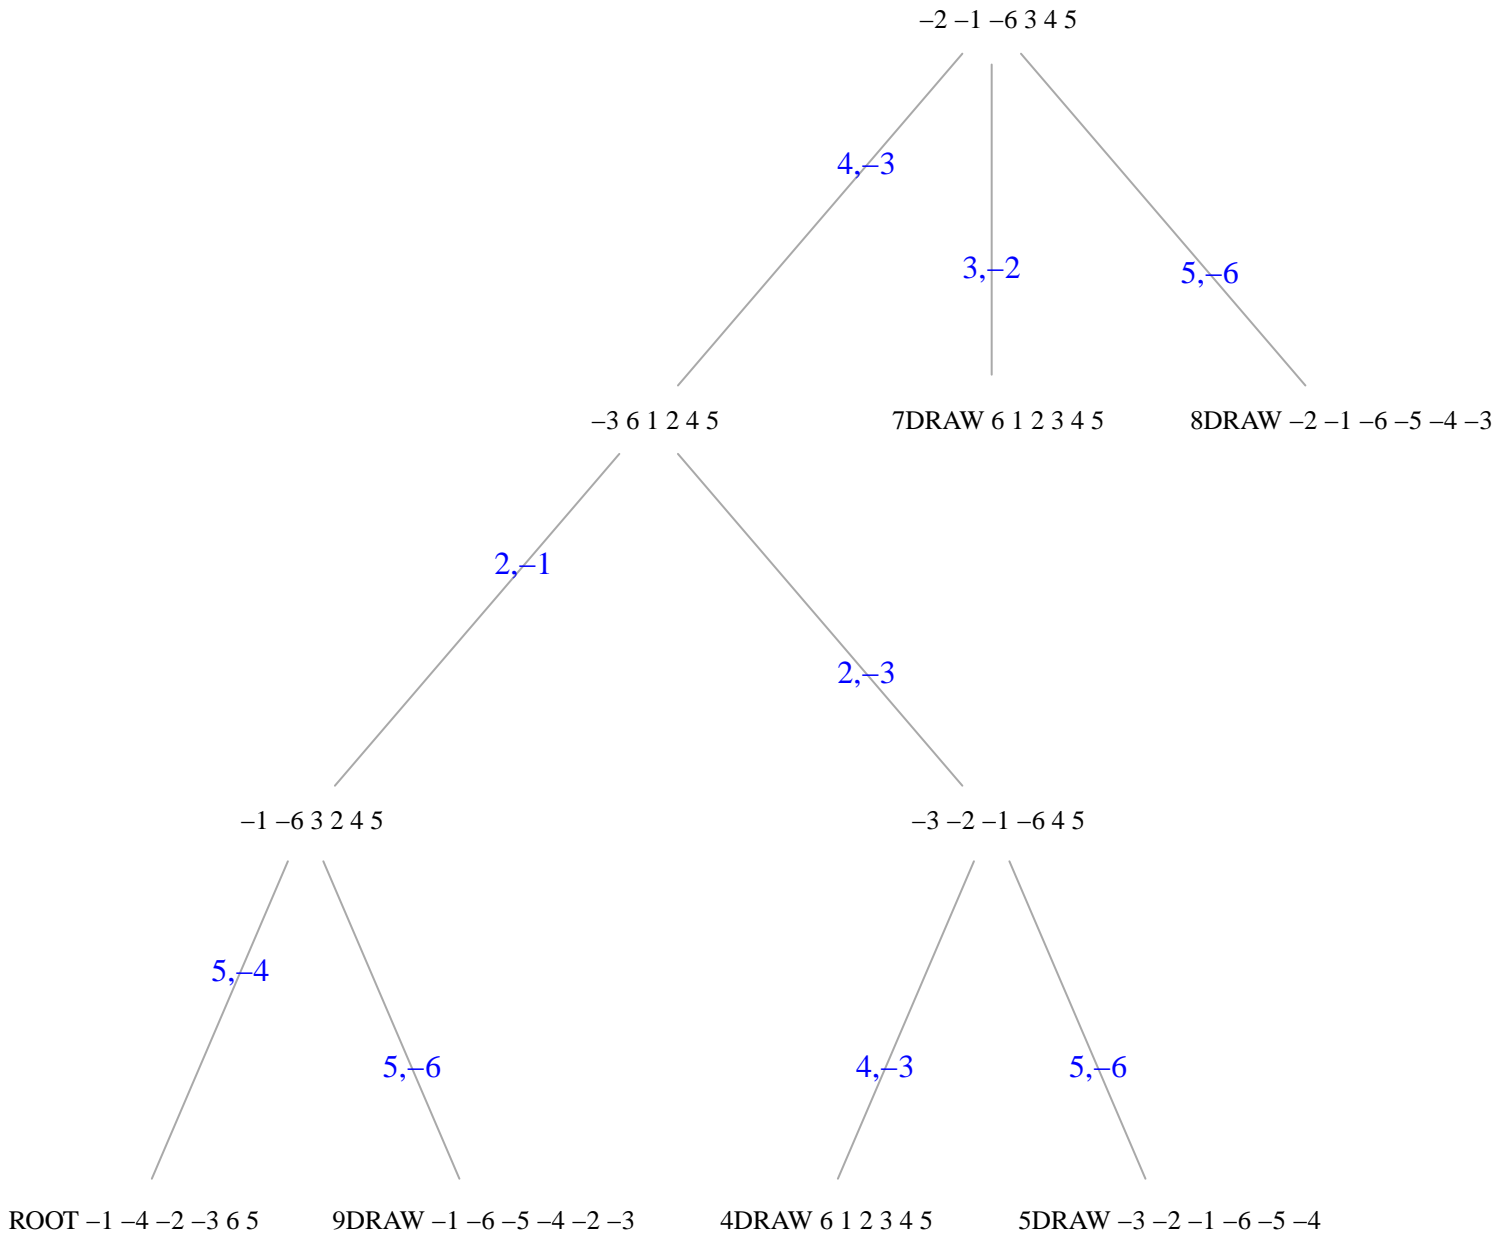 –2 –1 –6 3 4 5
4,–3
3,–2
5,–6
–3 6 1 2 4 5
7DRAW 6 1 2 3 4 5
8DRAW –2 –1 –6 –5 –4 –3
2,–1
2,–3
–1 –6 3 2 4 5
–3 –2 –1 –6 4 5
5,–4
5,–6
4,–3
5,–6
ROOT –1 –4 –2 –3 6 5
9DRAW –1 –6 –5 –4 –2 –3
4DRAW 6 1 2 3 4 5
5DRAW –3 –2 –1 –6 –5 –4